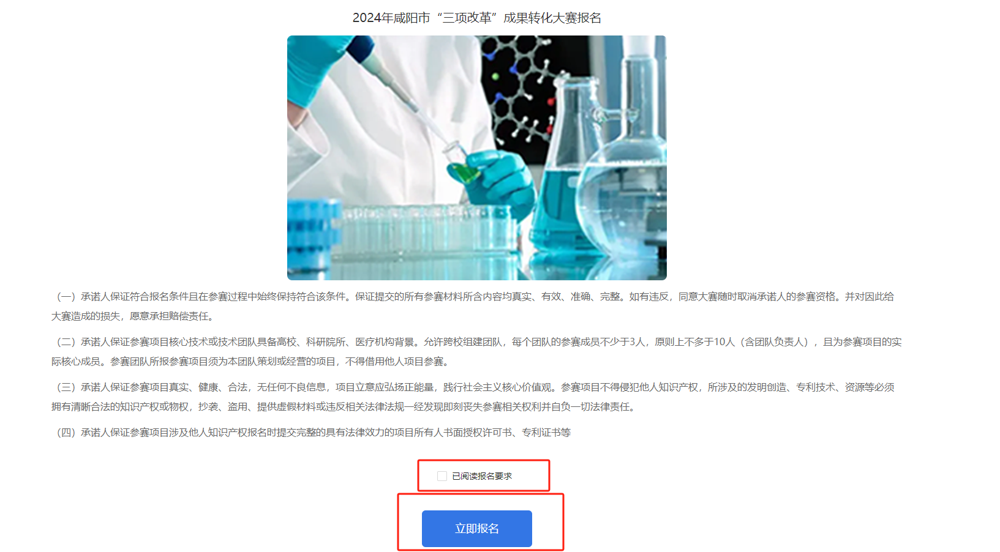 2024年咸阳市“三项改革”成果转化大赛报名
（一）承诺人保证符合报名条件且在参赛过程中始终保持符合该条件。保证提交的所有参赛材料所含内容均真实、有效、准确、完整。如有违反，同意大赛随时取消承诺人的参赛资格。并对因此给
大赛造成的损失，愿意承担赔偿责任。
（二）承诺人保证参赛项目核心技术或技术团队具备高校、科研院所、医疗机构背景。允许跨校组建团队，每个团队的参赛成员不少于3人，原则上不多于10人（含团队负责人），且为参赛项目的实
际核心成员。参赛团队所报参赛项目须为本团队策划或经营的项目，不得借用他人项目参赛。
（三）承诺人保证参赛项目真实、健康、合法，无任何不良信息，项目立意应弘扬正能量，践行社会主义核心价值观。参赛项目不得侵犯他人知识产权，所涉及的发明创造、专利技术、资源等必须
拥有清晰合法的知识产权或物权，抄袭、盗用、提供虚假材料或违反相关法律法规一经发现即刻丧失参赛相关权利并自负一切法律责任。
（四）承诺人保证参赛项目涉及他人知识产权报名时提交完整的具有法律效力的项目所有人书面授权许可书、专利证书等
已阅读报名要求
立即报名